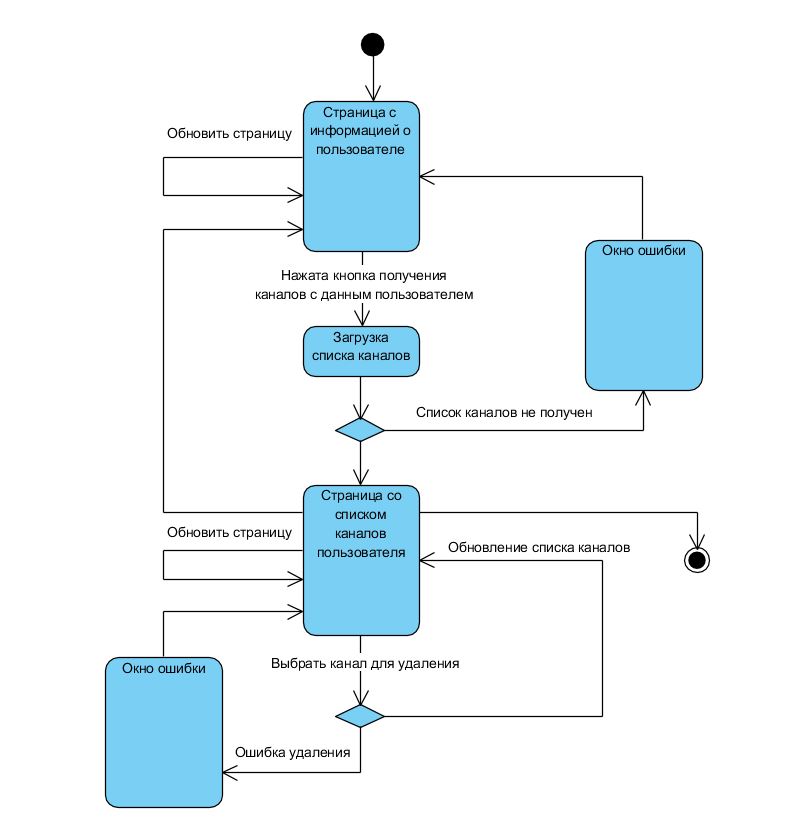 Страница с
информацией о
пользователе
Обновить страницу
Окно ошибки
Нажата кнопка получения
каналов с данным пользователем
Загрузка
списка каналов
Список каналов не получен
Страница со
списком
каналов
пользователя
Обновить страницу
Обновление списка каналов
Выбрать канал для удаления
Окно ошибки
Ошибка удаления